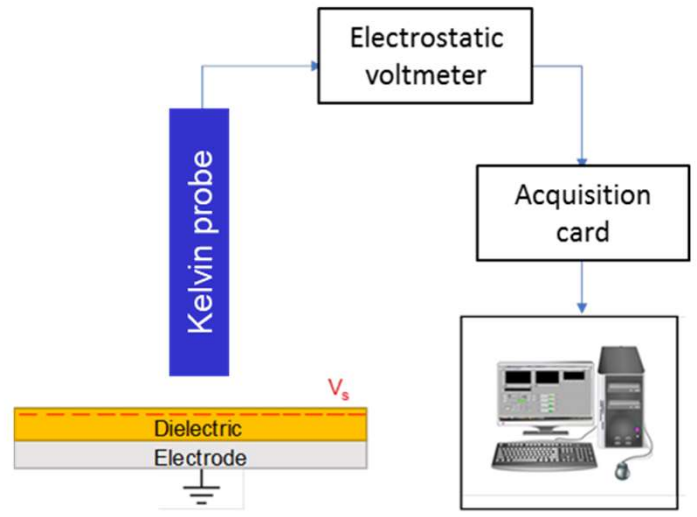 Electrostatic
voltmeter
Kelvin probe
Acquisition
card
Vs
Dielectric
Electrode